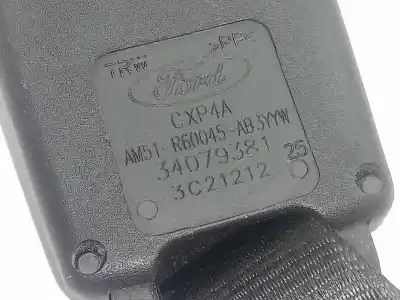 TRW >PP<
Ford
CXP4A
AM51-R60045-AB3YYW
34079381 25
3C21212